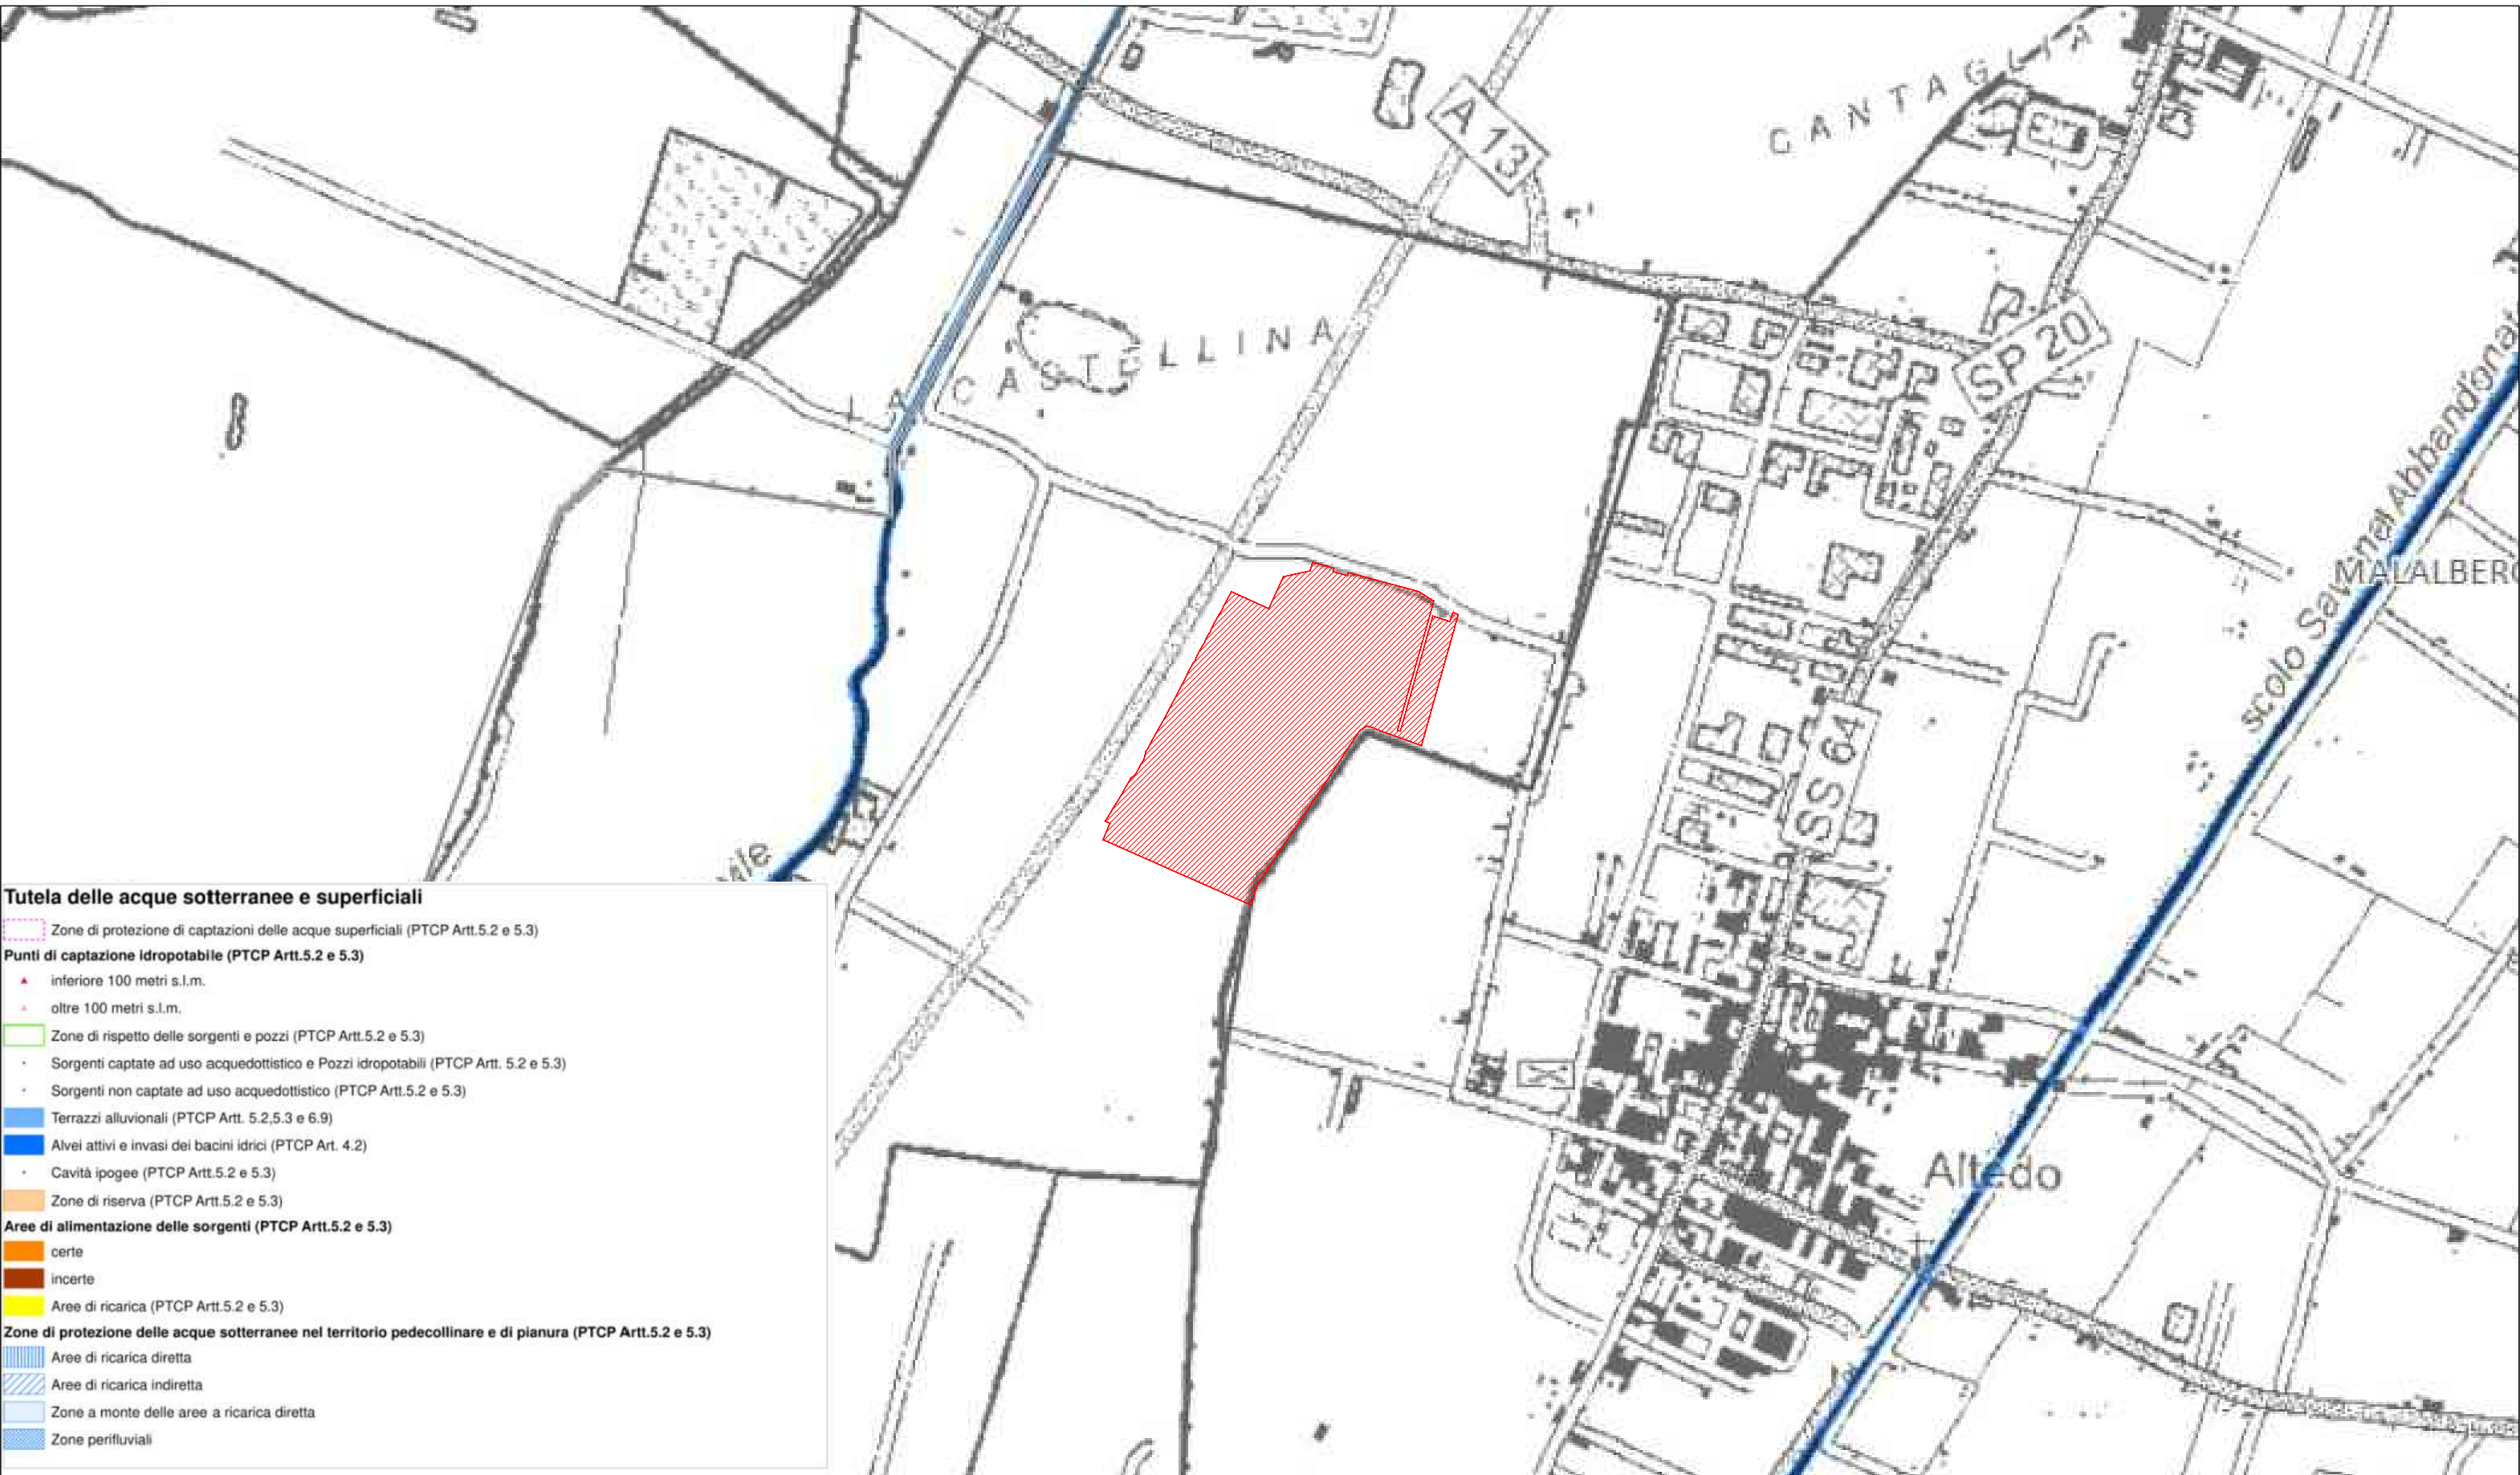 CANTAGLIA
A 13
LA CASTELLINA
SP 20
scolo Savena Abbandonato
MALALBERG
SS 64
Altedo
Tutela delle acque sotterranee e superficiali
Zone di protezione di captazioni delle acque superficiali (PTCP Artt.5.2 e 5.3)
Punti di captazione idropotabile (PTCP Artt.5.2 e 5.3)
inferiore 100 metri s.l.m.
oltre 100 metri s.l.m.
Zone di rispetto delle sorgenti e pozzi (PTCP Artt.5.2 e 5.3)
Sorgenti captate ad uso acquedottistico e Pozzi idropotabili (PTCP Artt. 5.2 e 5.3)
Sorgenti non captate ad uso acquedottistico (PTCP Artt.5.2 e 5.3)
Terrazzi alluvionali (PTCP Artt. 5.2,5.3 e 6.9)
Alvei attivi e invasi dei bacini idrici (PTCP Art. 4.2)
Cavità ipogee (PTCP Artt.5.2 e 5.3)
Zone di riserva (PTCP Artt.5.2 e 5.3)
Aree di alimentazione delle sorgenti (PTCP Artt.5.2 e 5.3)
certe
incerte
Aree di ricarica (PTCP Artt.5.2 e 5.3)
Zone di protezione delle acque sotterranee nel territorio pedecollinare e di pianura (PTCP Artt.5.2 e 5.3)
Aree di ricarica diretta
Aree di ricarica indiretta
Zone a monte delle aree a ricarica diretta
Zone perifluviali